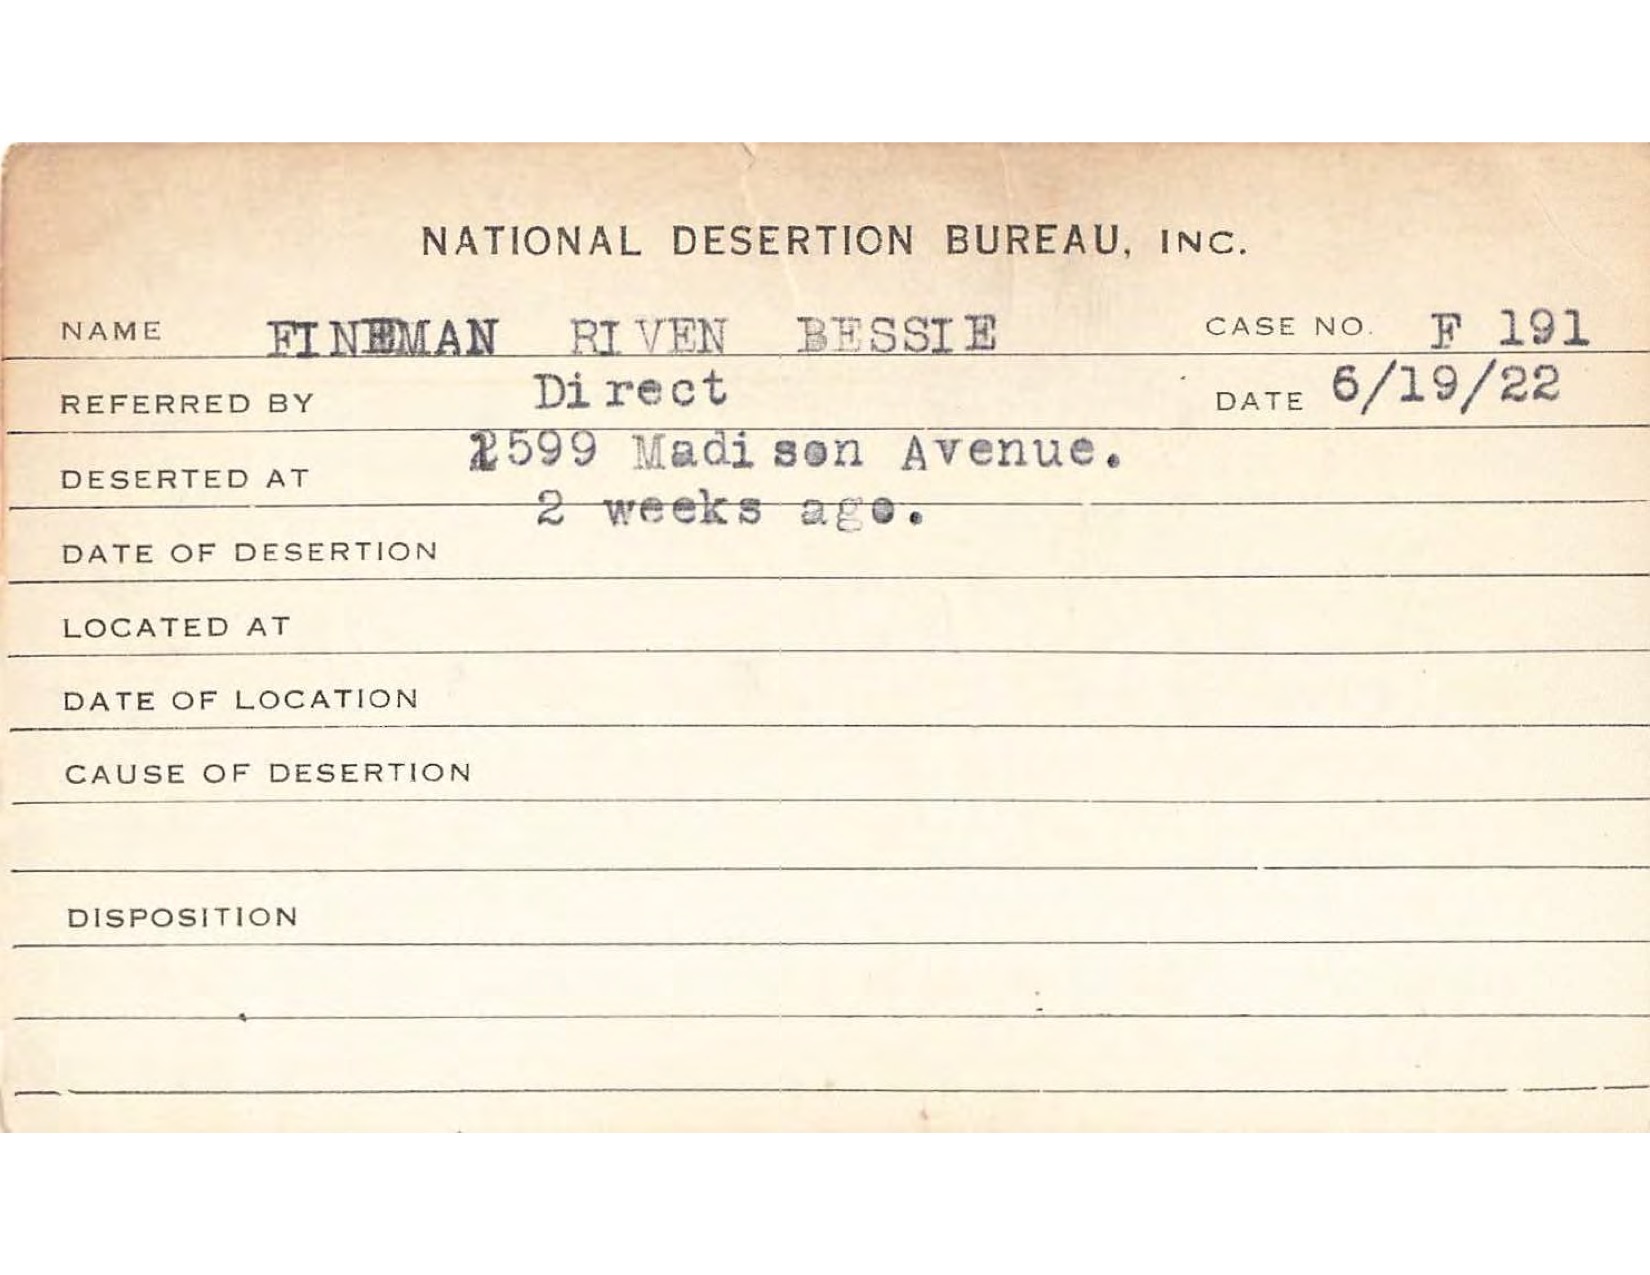 NATIONAL DESERTION BUREAU, INC.
NAME FINEMAN RIVEN BESSIE CASE NO. F 191
REFERRED BY Direct DATE 6/19/22
DESERTED AT 1599 Madison Avenue.
2 weeks ago.
DATE OF DESERTION
LOCATED AT
DATE OF LOCATION
CAUSE OF DESERTION
DISPOSITION